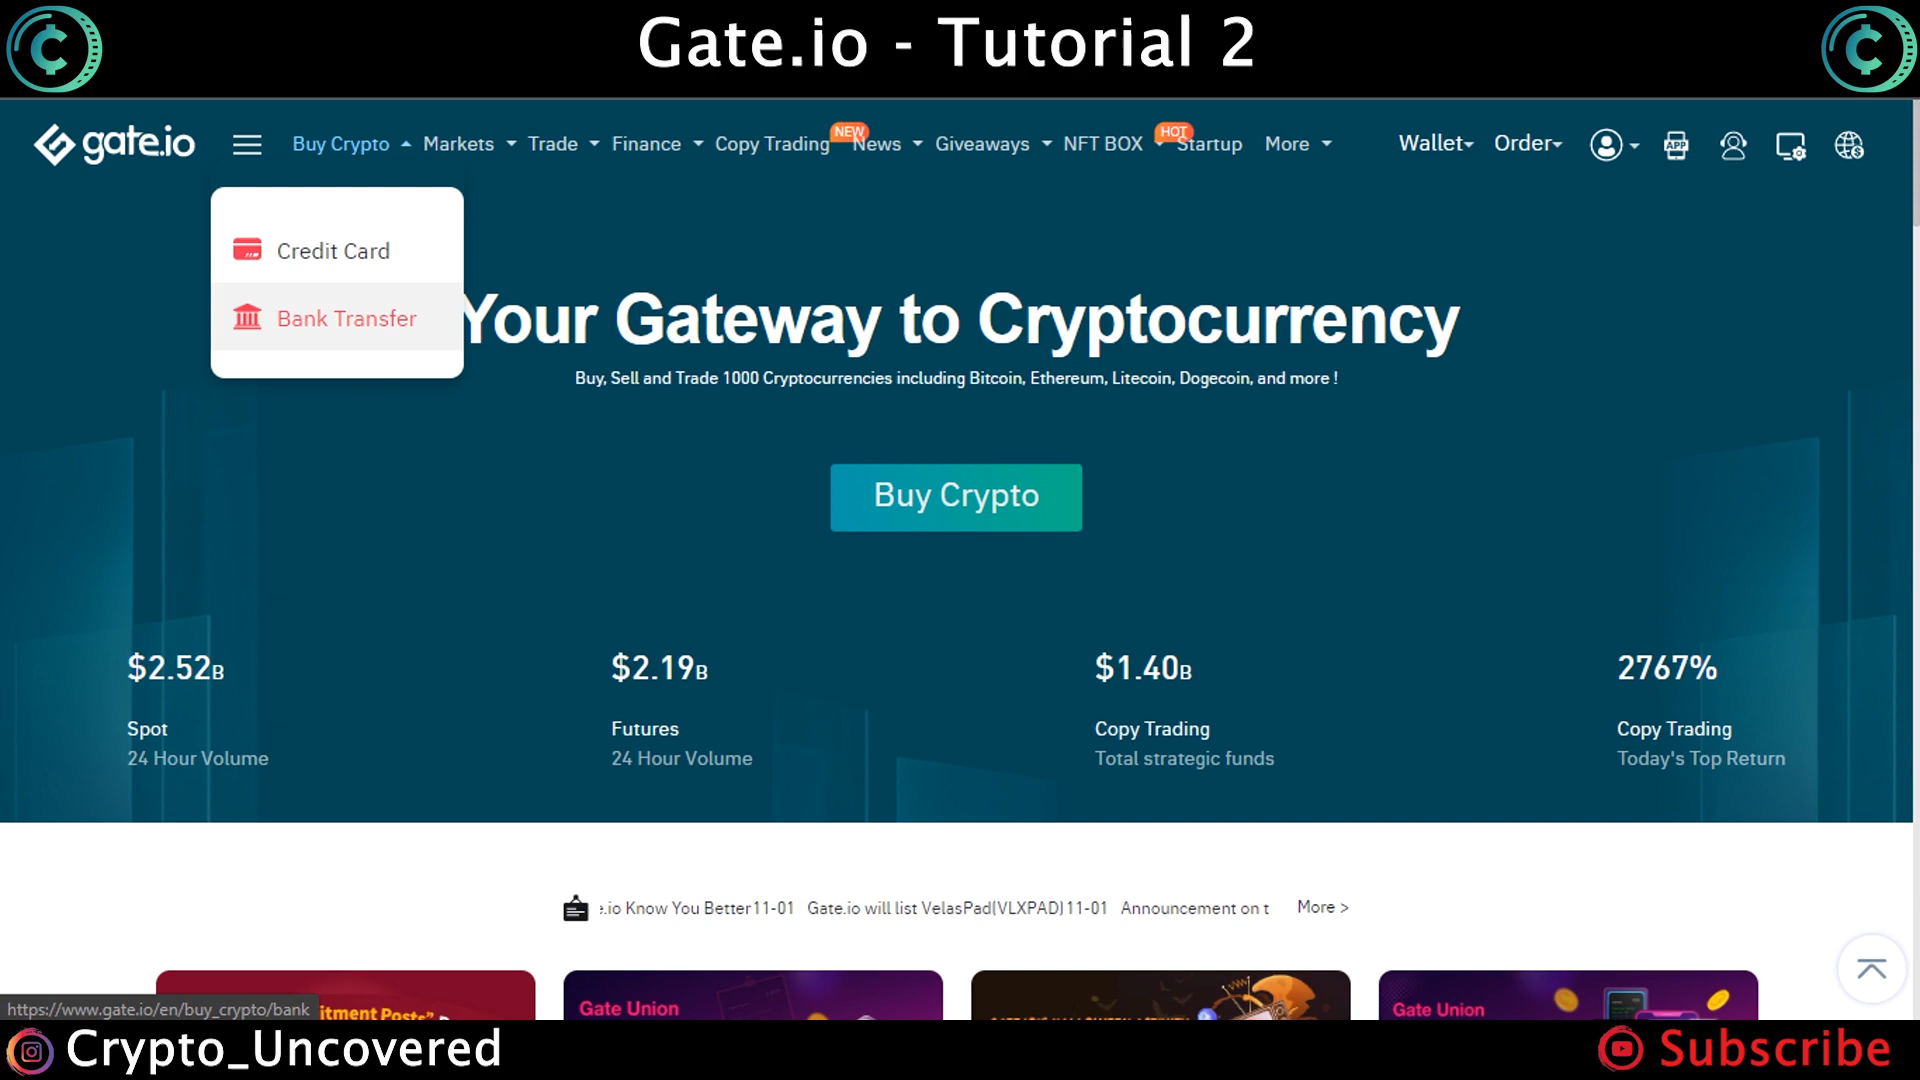 Gate.io - Tutorial 2
gate.io
Buy Crypto Markets Trade Finance Copy Trading NEW News Giveaways NFT BOX HOT Startup More Wallet Order APP
Credit Card
Bank Transfer
Your Gateway to Cryptocurrency
Buy, Sell and Trade 1000 Cryptocurrencies including Bitcoin, Ethereum, Litecoin, Dogecoin, and more !
Buy Crypto
$2.52B $2.19B $1.40B 2767%
Spot Futures Copy Trading Copy Trading
24 Hour Volume 24 Hour Volume Total strategic funds Today's Top Return
e.io Know You Better11-01 Gate.io will list VelasPad(VLXPAD)11-01 Announcement on t More >
itment Posts" Gate Union Gate Union
https://www.gate.io/en/buy_crypto/bank
Crypto_Uncovered Subscribe